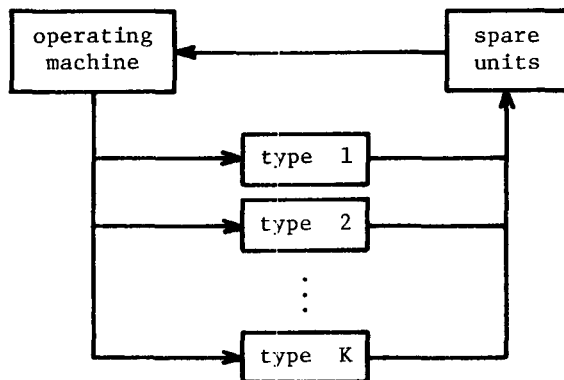 operating
machine
spare
units
type 1
type 2
type K